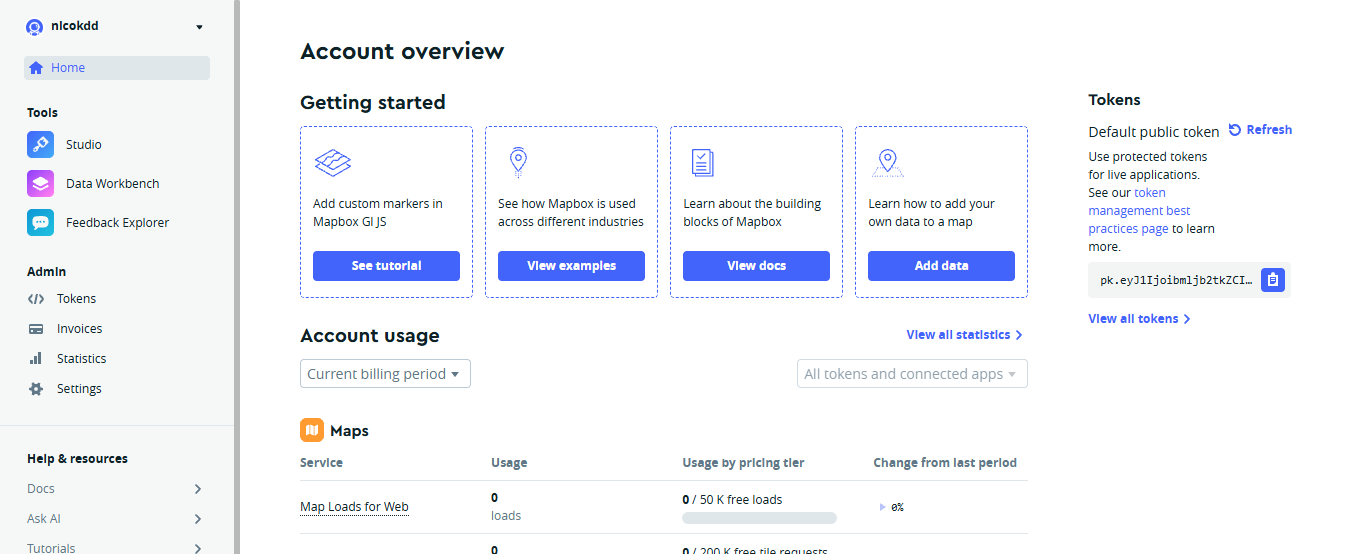 nicokdd
Home
Tools
Studio
Data Workbench
Feedback Explorer
Admin
Tokens
Invoices
Statistics
Settings
Help & resources
Docs
Ask AI
Tutorials
Account overview
Getting started
Add custom markers in
Mapbox Gl JS
See tutorial
See how Mapbox is used
across different industries
View examples
Learn about the building
blocks of Mapbox
View docs
Learn how to add your
own data to a map
Add data
Account usage
View all statistics
Current billing period
All tokens and connected apps
Maps
Service Usage Usage by pricing tier Change from last period
Map Loads for Web
0
loads
0 / 50 K free loads
0%
0
0 / 200 K free tile requests
Tokens
Default public token
Refresh
Use protected tokens
for live applications.
See our token
management best
practices page to learn
more.
pk.eyJ1Ijoibmljb2tkZCI…
View all tokens